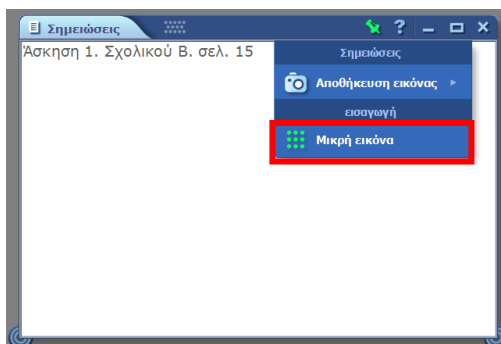 Σημειώσεις
?
Άσκηση 1. Σχολικού Β. σελ. 15
Σημειώσεις
Αποθήκευση εικόνας
εισαγωγή
Μικρή εικόνα